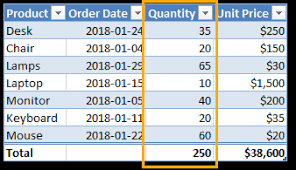 Product Order Date Quantity Unit Price
Desk 2018-01-24 35 $250
Chair 2018-01-04 20 $150
Lamps 2018-01-29 65 $30
Laptop 2018-01-15 10 $1,500
Monitor 2018-01-05 40 $200
Keyboard 2018-01-11 20 $35
Mouse 2018-01-22 60 $20
Total 250 $38,600